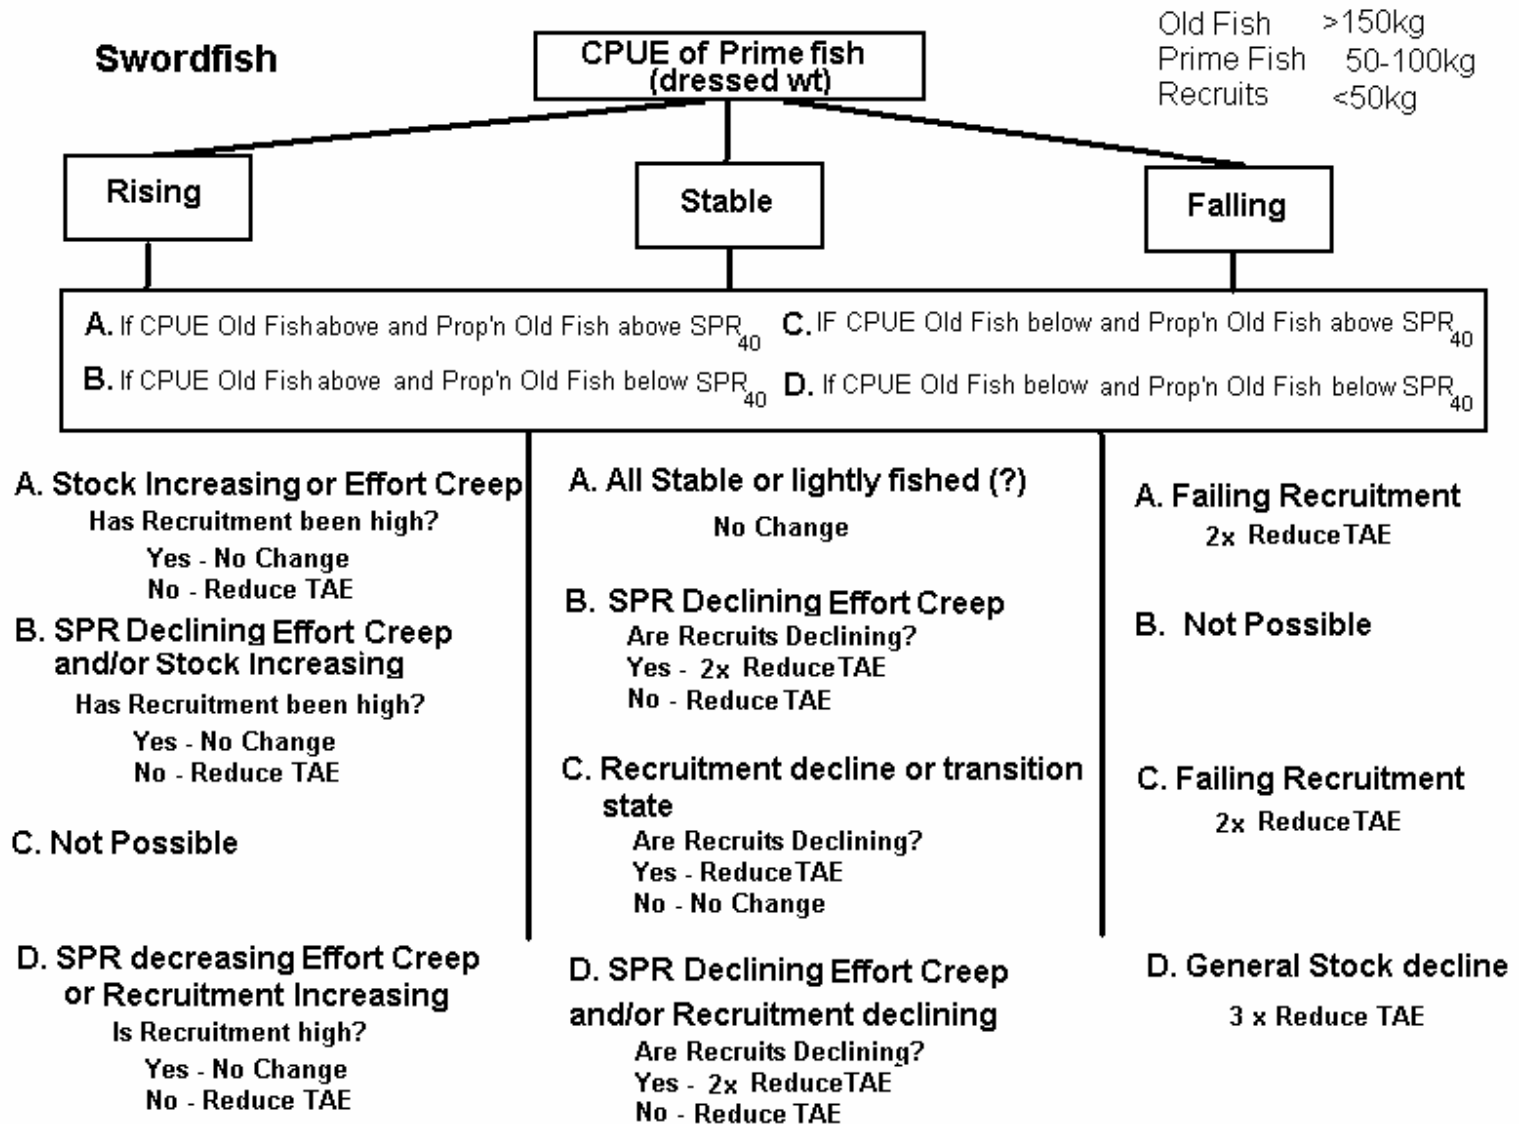 Swordfish
CPUE of Prime fish
(dressed wt)
Old Fish >150kg
Prime Fish 50-100kg
Recruits <50kg
Rising
Stable
Falling
A. If CPUE Old Fish above and Prop'n Old Fish above SPR40
B. If CPUE Old Fish above and Prop'n Old Fish below SPR40
C. IF CPUE Old Fish below and Prop'n Old Fish above SPR40
D. If CPUE Old Fish below and Prop'n Old Fish below SPR40
A. Stock Increasing or Effort Creep
Has Recruitment been high?
Yes - No Change
No - Reduce TAE
B. SPR Declining Effort Creep
and/or Stock Increasing
Has Recruitment been high?
Yes - No Change
No - Reduce TAE
C. Not Possible
D. SPR decreasing Effort Creep
or Recruitment Increasing
Is Recruitment high?
Yes - No Change
No - Reduce TAE
A. All Stable or lightly fished (?)
No Change
B. SPR Declining Effort Creep
Are Recruits Declining?
Yes - 2x Reduce TAE
No - Reduce TAE
C. Recruitment decline or transition
state
Are Recruits Declining?
Yes - Reduce TAE
No - No Change
D. SPR Declining Effort Creep
and/or Recruitment declining
Are Recruits Declining?
Yes - 2x Reduce TAE
No - Reduce TAE
A. Failing Recruitment
2x Reduce TAE
B. Not Possible
C. Failing Recruitment
2x Reduce TAE
D. General Stock decline
3 x Reduce TAE